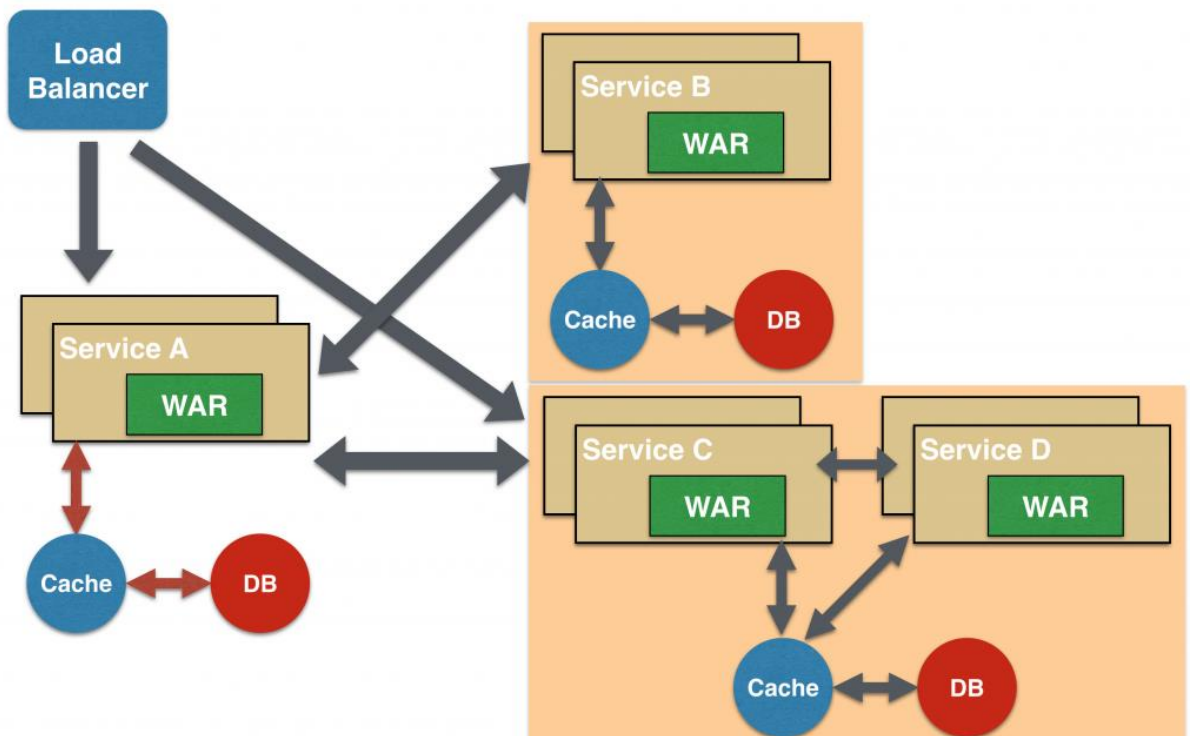 Load
Balancer
Service B
WAR
Cache
DB
Service A
WAR
Cache
DB
Service C
WAR
Service D
WAR
Cache
DB